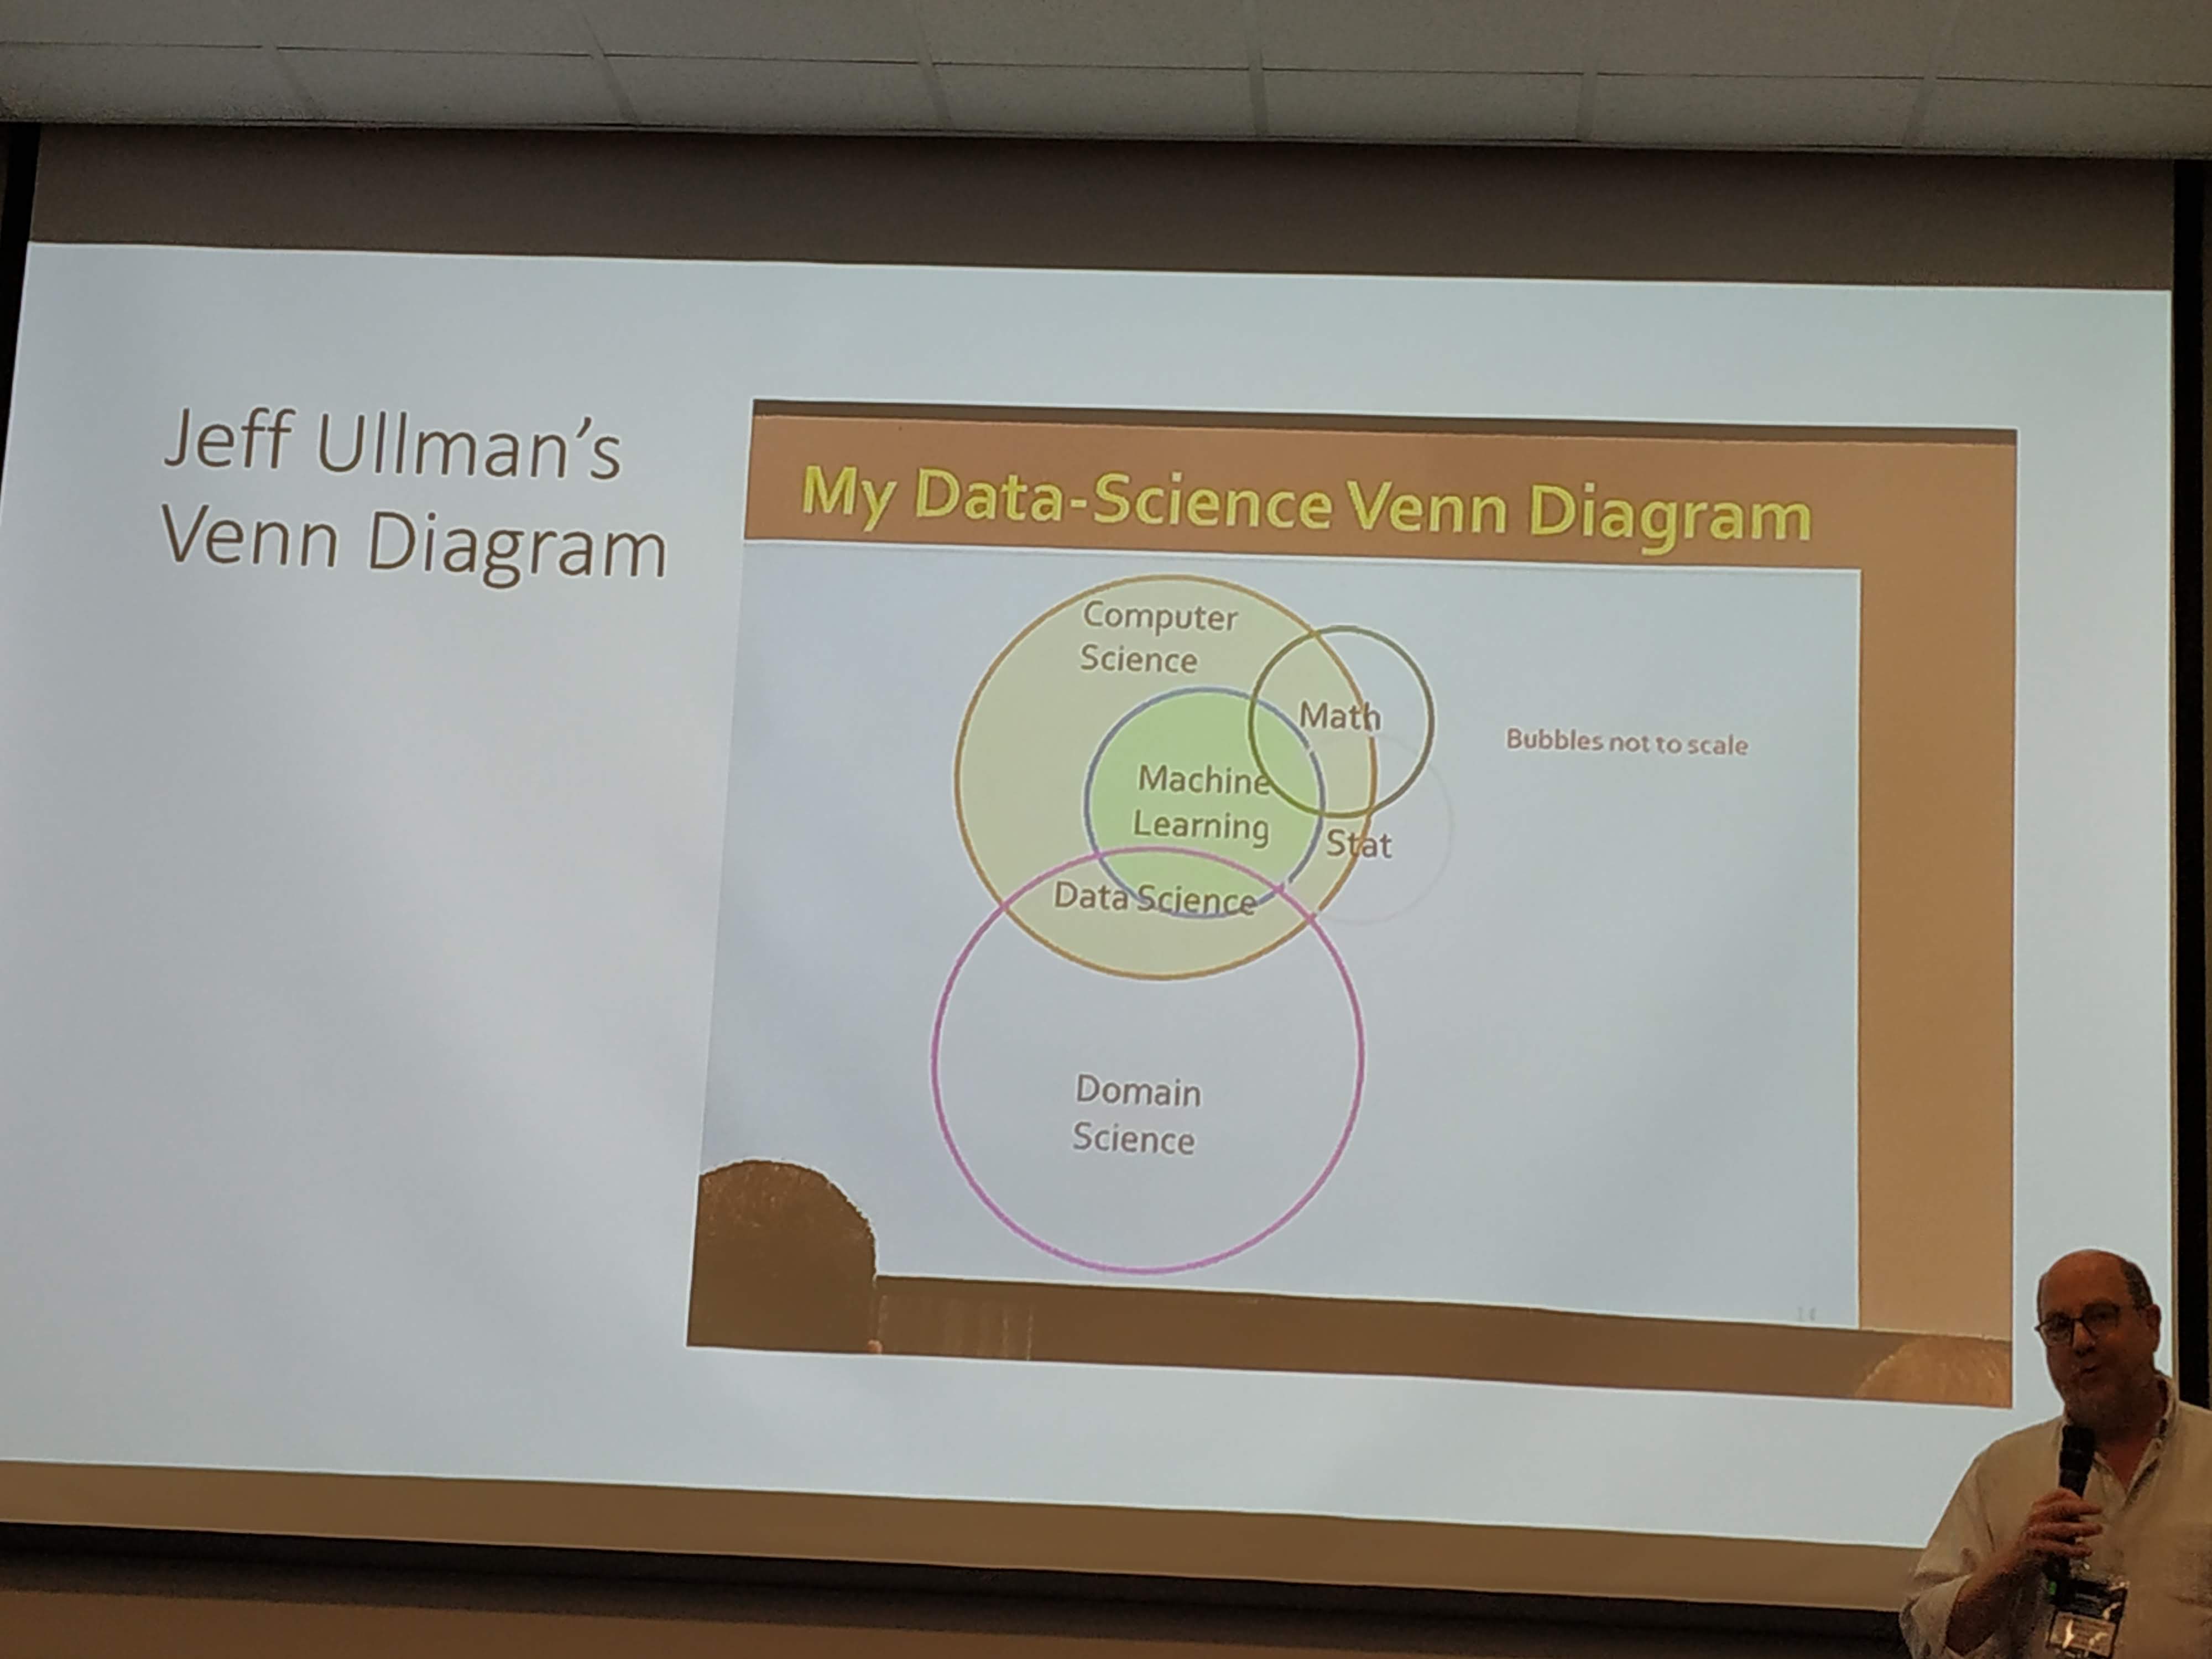 Jeff Ullman’s
Venn Diagram
My Data-Science Venn Diagram
Computer
Science
Math
Bubbles not to scale
Machine
Learning
Stat
Data Science
Domain
Science